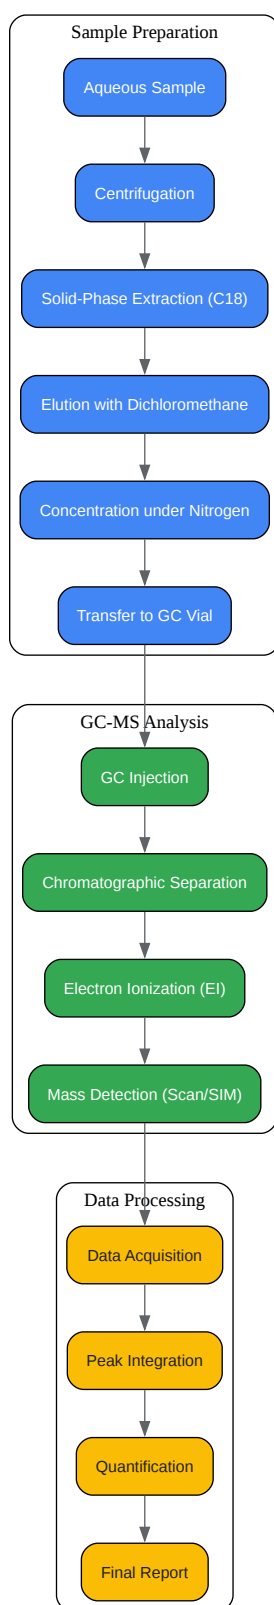 Sample Preparation
Aqueous Sample
Centrifugation
Solid-Phase Extraction (C18)
Elution with Dichloromethane
Concentration under Nitrogen
Transfer to GC Vial
GC-MS Analysis
GC Injection
Chromatographic Separation
Electron Ionization (EI)
Mass Detection (Scan/SIM)
Data Processing
Data Acquisition
Peak Integration
Quantification
Final Report